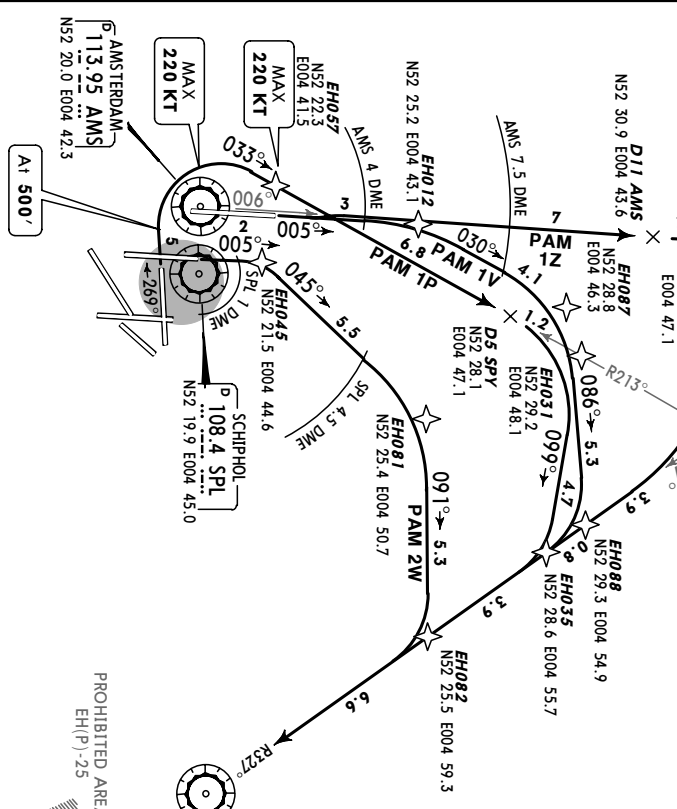 D AMSTERDAM
113.95 AMS
N52 20.0 E004 42.3
At 500'
MAX
220 KT
MAX
220 KT
EH057
N52 22.3
E004 41.5
033°
006°
AMS 4 DME
EH012
N52 25.2 E004 43.1
AMS 7.5 DME
D11 AMS
N52 30.9 E004 43.6
3
005°
7
PAM
1Z
030°
PAM 1V
4.1
6.8
PAM 1P
EH087
N52 28.8
E004 46.3
E004 47.1
2
005°
5
←269°
SPL 1 DME
EH045
N52 21.5 E004 44.6
045°
5.5
SPL 4.5 DME
D SCHIPHOL
108.4 SPL
N52 19.9 E004 45.0
D5 SPY
N52 28.1
E004 47.1
1.2
EH031
N52 29.2
E004 48.1
R213°
086°
5.3
099°
4.7
EH081
N52 25.4 E004 50.7
091°
5.3
PAM 2W
3.9
EH088
N52 29.3 E004 54.9
0.8
EH035
N52 28.6 E004 55.7
3.9
EH082
N52 25.5 E004 59.3
6.6
R327°
PROHIBITED ARE
EH(P)-25